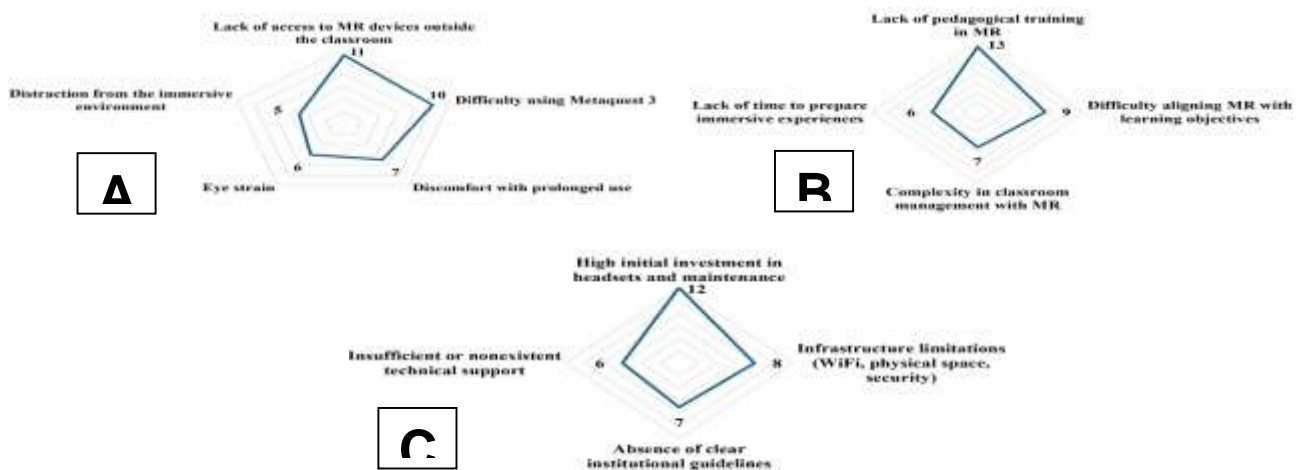 Lack of access to MR devices outside
the classroom
11
Distraction from the immersive
environment
5
10
Difficulty using Metaquest 3
6
7
Eye strain
Discomfort with prolonged use
A
Lack of pedagogical training
in MR
13
Lack of time to prepare
immersive experiences
6
9
Difficulty aligning MR with
learning objectives
7
Complexity in classroom
management with MR
B
High initial investment in
headsets and maintenance
12
Insufficient or nonexistent
technical support
6
8
Infrastructure limitations
(WiFi, physical space,
security)
7
Absence of clear
institutional guidelines
C